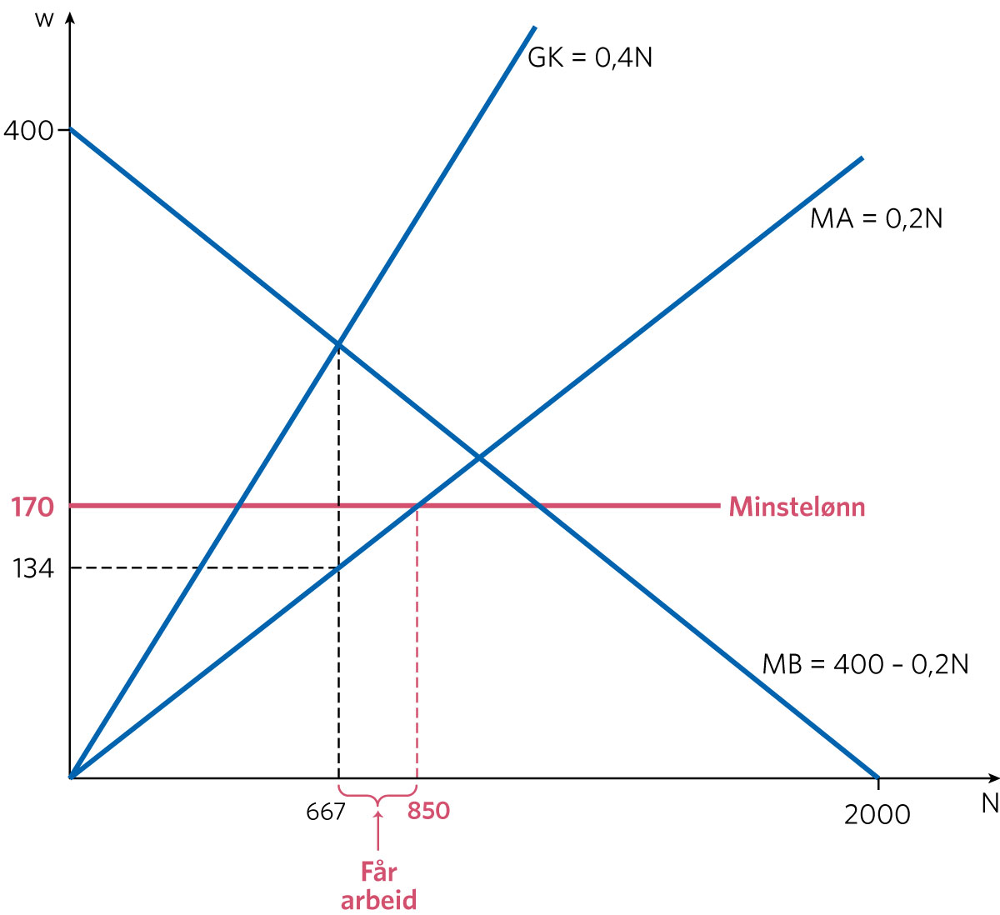 w
GK = 0,4N
400
MA = 0,2N
170
Minstelønn
134
MB = 400 – 0,2N
667
850
2000
N
Får
arbeid